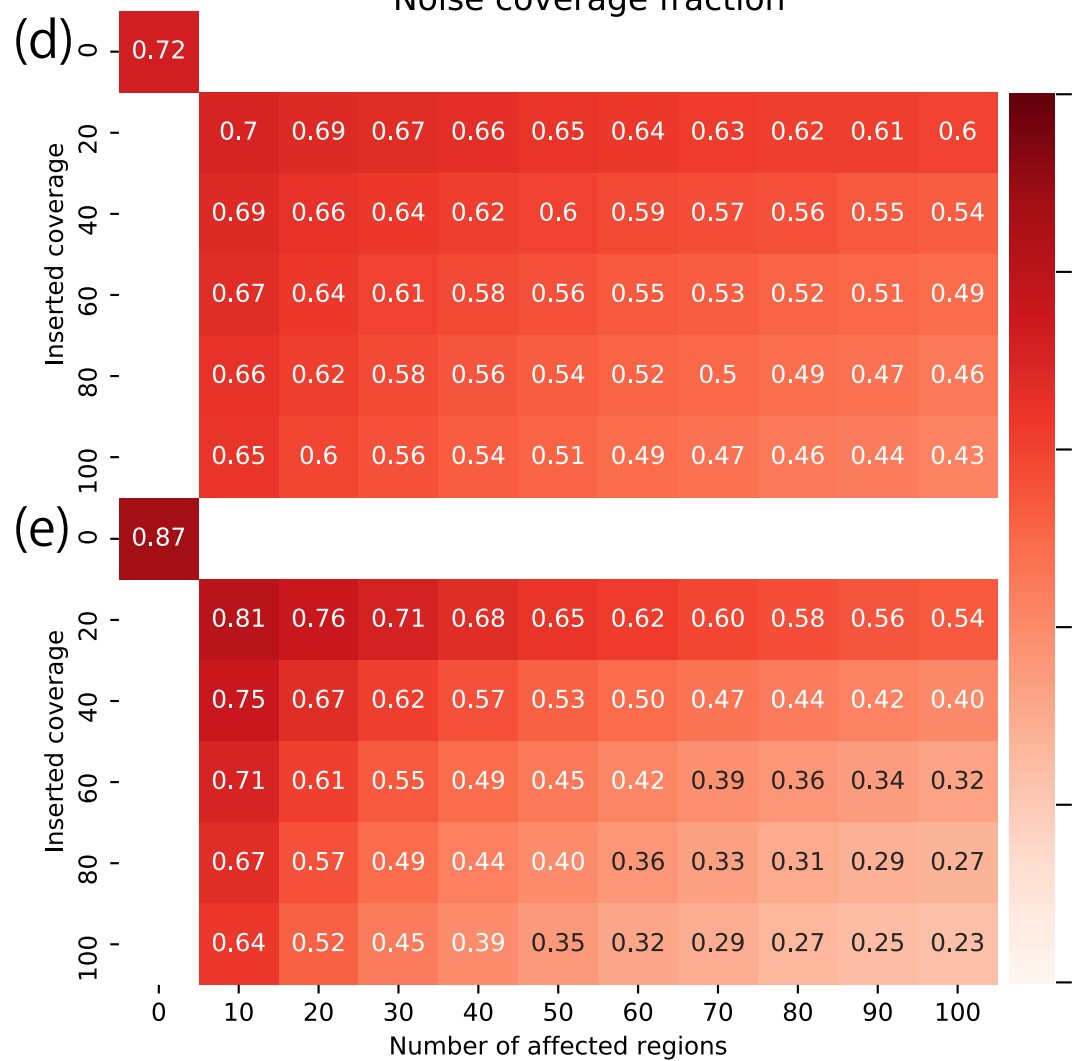 Noise coverage fraction
(d) 0 0.72
20 0.7 0.69 0.67 0.66 0.65 0.64 0.63 0.62 0.61 0.6
40 0.69 0.66 0.64 0.62 0.6 0.59 0.57 0.56 0.55 0.54
60 0.67 0.64 0.61 0.58 0.56 0.55 0.53 0.52 0.51 0.49
80 0.66 0.62 0.58 0.56 0.54 0.52 0.5 0.49 0.47 0.46
100 0.65 0.6 0.56 0.54 0.51 0.49 0.47 0.46 0.44 0.43
Inserted coverage
(e) 0 0.87
20 0.81 0.76 0.71 0.68 0.65 0.62 0.60 0.58 0.56 0.54
40 0.75 0.67 0.62 0.57 0.53 0.50 0.47 0.44 0.42 0.40
60 0.71 0.61 0.55 0.49 0.45 0.42 0.39 0.36 0.34 0.32
80 0.67 0.57 0.49 0.44 0.40 0.36 0.33 0.31 0.29 0.27
100 0.64 0.52 0.45 0.39 0.35 0.32 0.29 0.27 0.25 0.23
Inserted coverage
0 10 20 30 40 50 60 70 80 90 100
Number of affected regions